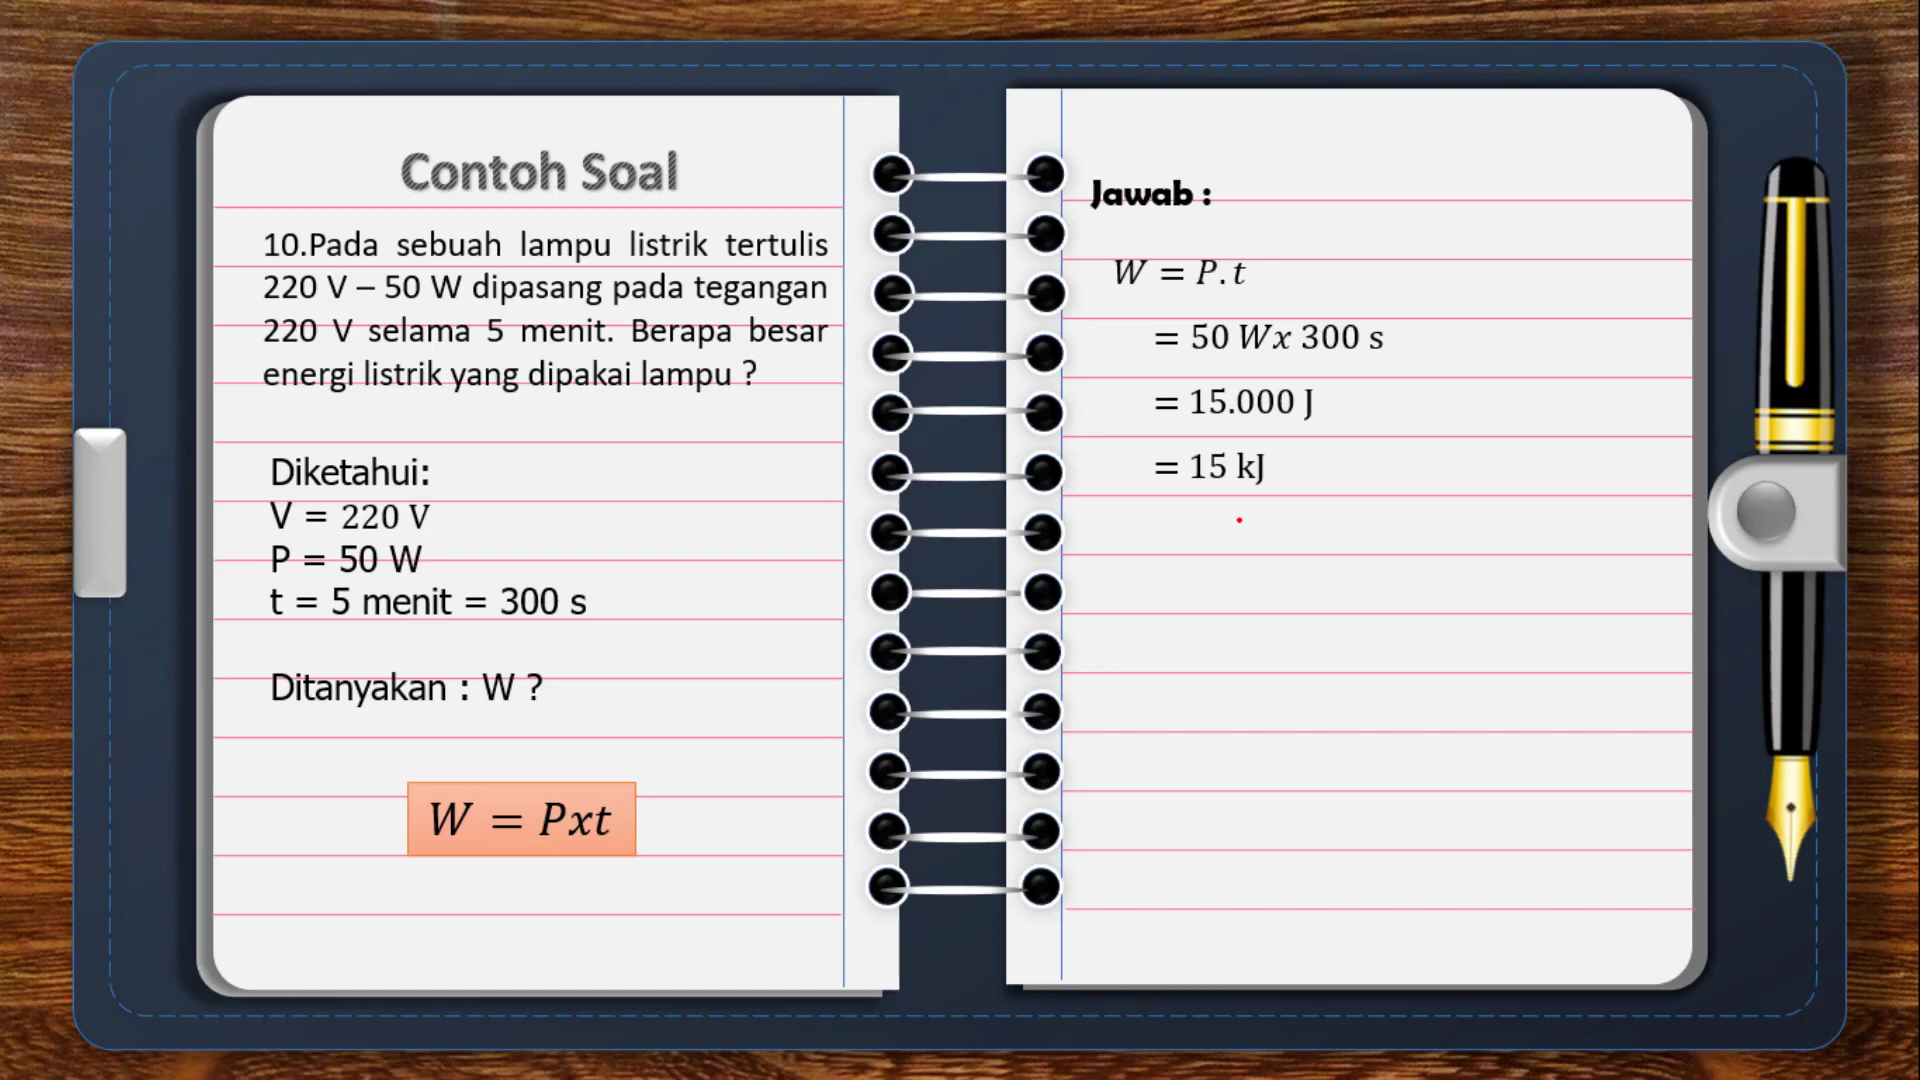 Contoh Soal
10.Pada sebuah lampu listrik tertulis
220 V – 50 W dipasang pada tegangan
220 V selama 5 menit. Berapa besar
energi listrik yang dipakai lampu ?
Diketahui:
V = 220 V
P = 50 W
t = 5 menit = 300 s
Ditanyakan : W ?
W = Pxt
Jawab :
W = P.t
= 50 Wx 300 s
= 15.000 J
= 15 kJ